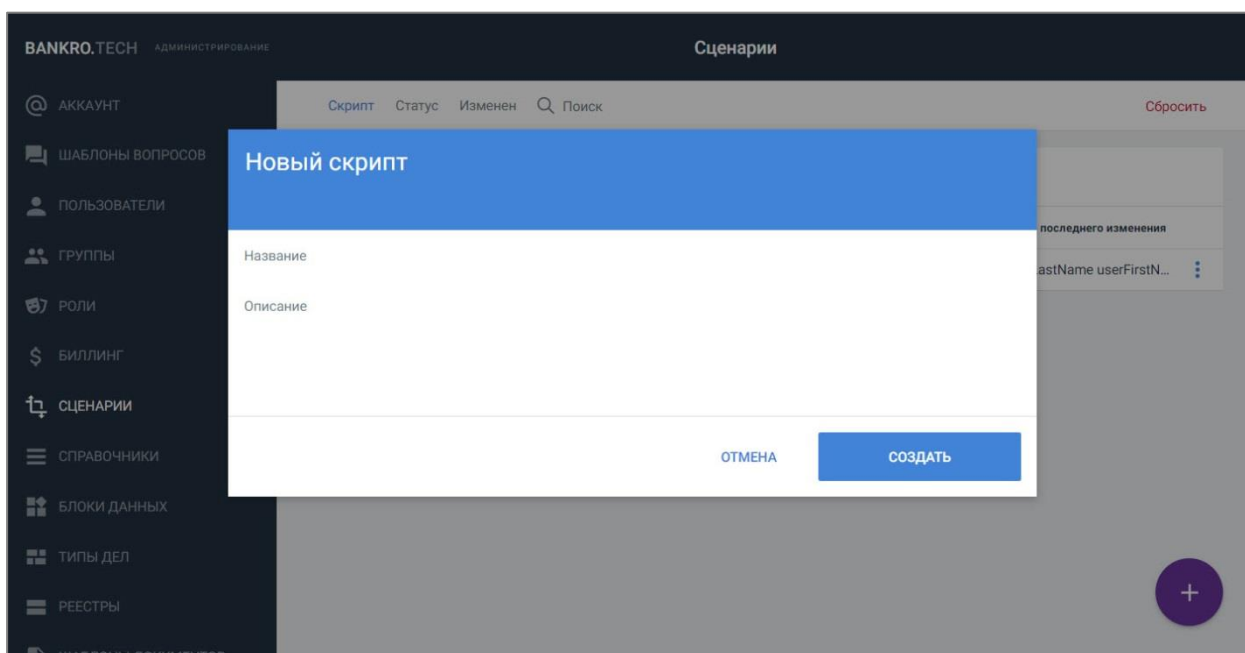 BANKRO.TECH АДМИНИСТРИРОВАНИЕ
Сценарии
АККАУНТ
Скрипт Статус Изменен Поиск
Сбросить
ШАБЛОНЫ ВОПРОСОВ
ПОЛЬЗОВАТЕЛИ
ГРУППЫ
РОЛИ
БИЛЛИНГ
СЦЕНАРИИ
СПРАВОЧНИКИ
БЛОКИ ДАННЫХ
ТИПЫ ДЕЛ
РЕЕСТРЫ
Новый скрипт
Название
Описание
ОТМЕНА
СОЗДАТЬ
последнего изменения
astName userFirstN...
+